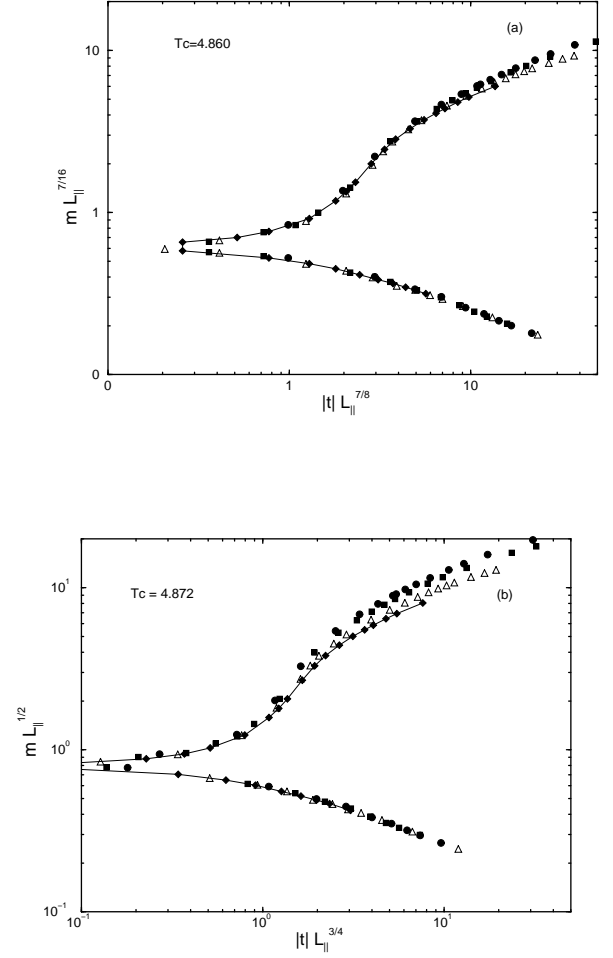 (a)
Tc=4.860
10
1
0
m L||^7/16
0 1 10
|t| L||^7/8
Tc = 4.872
(b)
10^1
10^0
10^−1
m L||^1/2
10^−1 10^0 10^1
|t| L||^3/4